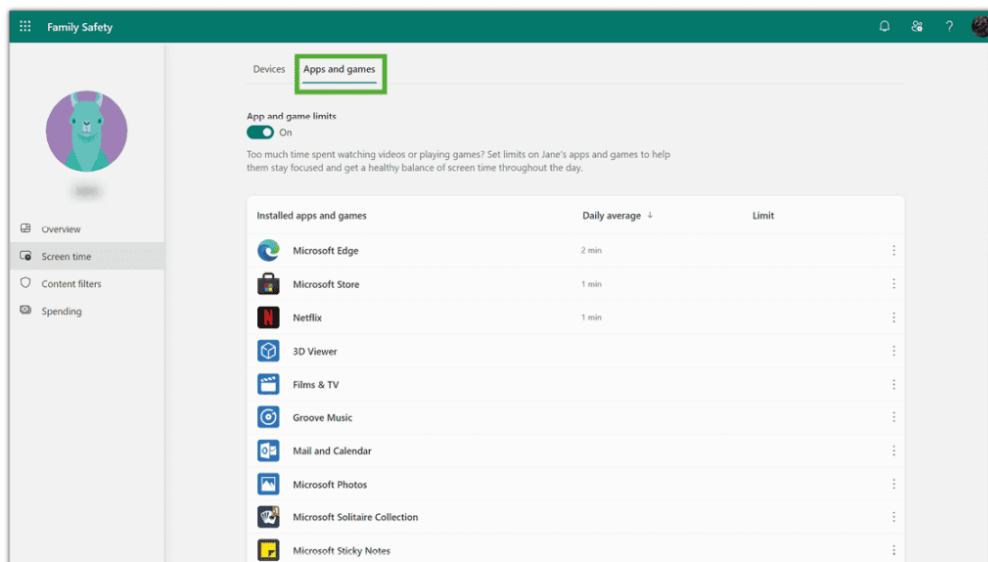 Family Safety
?
Devices
Apps and games
App and game limits
On
Too much time spent watching videos or playing games? Set limits on Jane's apps and games to help
them stay focused and get a healthy balance of screen time throughout the day.
Overview
Screen time
Content filters
Spending
Installed apps and games Daily average ↓ Limit
Microsoft Edge 2 min
Microsoft Store 1 min
Netflix 1 min
3D Viewer
Films & TV
Groove Music
Mail and Calendar
Microsoft Photos
Microsoft Solitaire Collection
Microsoft Sticky Notes